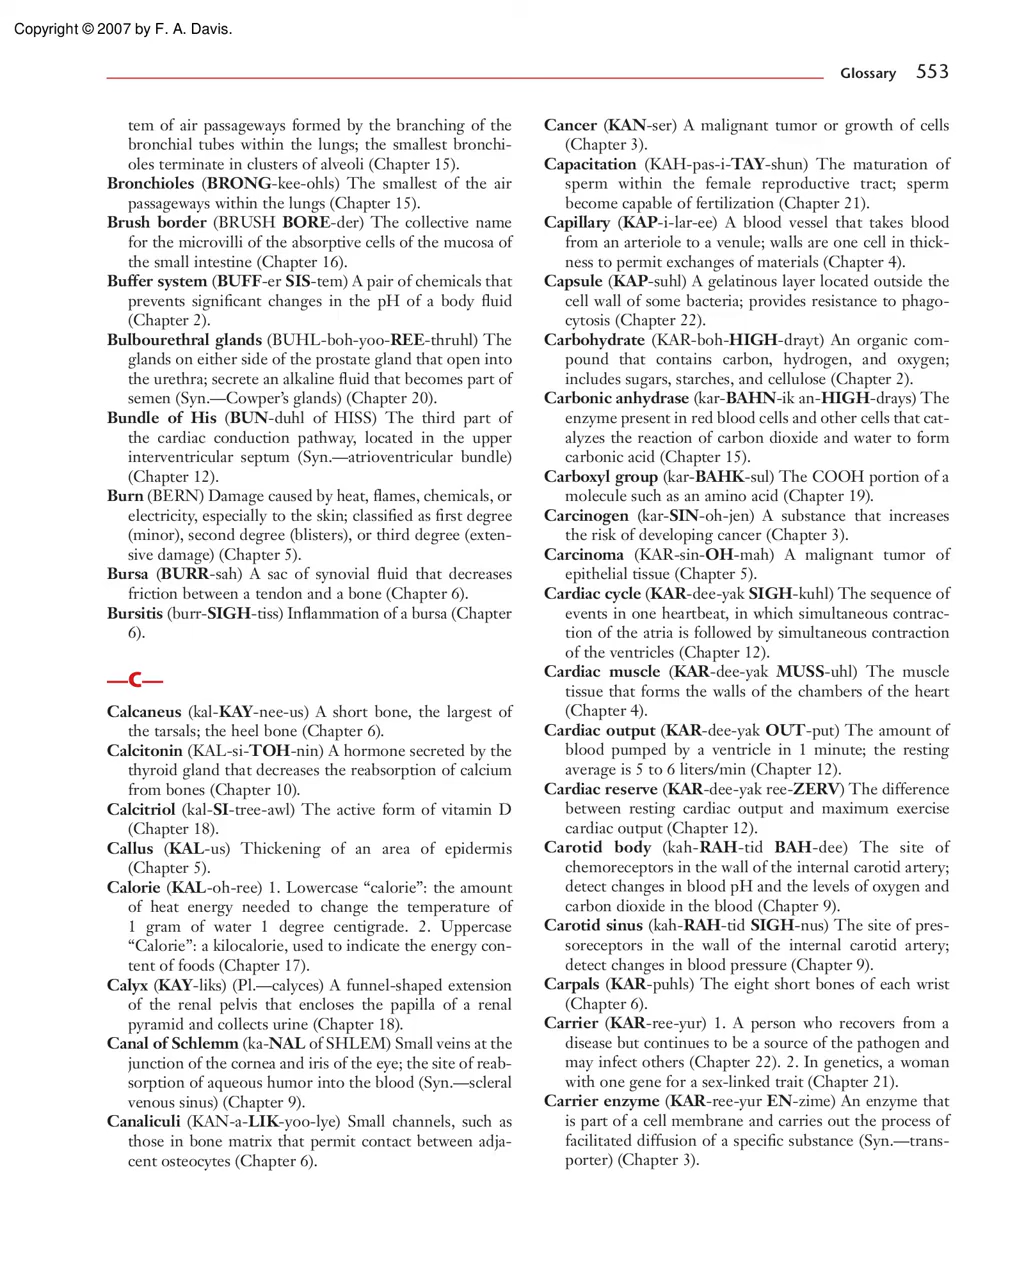 Copyright © 2007 by F. A. Davis.
Glossary 553
tem of air passageways formed by the branching of the
bronchial tubes within the lungs; the smallest bronchi-
oles terminate in clusters of alveoli (Chapter 15).
Bronchioles (BRONG-kee-ohls) The smallest of the air
passageways within the lungs (Chapter 15).
Brush border (BRUSH BORE-der) The collective name
for the microvilli of the absorptive cells of the mucosa of
the small intestine (Chapter 16).
Buffer system (BUFF-er SIS-tem) A pair of chemicals that
prevents significant changes in the pH of a body fluid
(Chapter 2).
Bulbourethral glands (BUHL-boh-yoo-REE-thruhl) The
glands on either side of the prostate gland that open into
the urethra; secrete an alkaline fluid that becomes part of
semen (Syn.—Cowper's glands) (Chapter 20).
Bundle of His (BUN-duhl of HISS) The third part of
the cardiac conduction pathway, located in the upper
interventricular septum (Syn.—atrioventricular bundle)
(Chapter 12).
Burn (BERN) Damage caused by heat, flames, chemicals, or
electricity, especially to the skin; classified as first degree
(minor), second degree (blisters), or third degree (exten-
sive damage) (Chapter 5).
Bursa (BURR-sah) A sac of synovial fluid that decreases
friction between a tendon and a bone (Chapter 6).
Bursitis (burr-SIGH-tiss) Inflammation of a bursa (Chapter
6).
—C—
Calcaneus (kal-KAY-nee-us) A short bone, the largest of
the tarsals; the heel bone (Chapter 6).
Calcitonin (KAL-si-TOH-nin) A hormone secreted by the
thyroid gland that decreases the reabsorption of calcium
from bones (Chapter 10).
Calcitriol (kal-SI-tree-awl) The active form of vitamin D
(Chapter 18).
Callus (KAL-us) Thickening of an area of epidermis
(Chapter 5).
Calorie (KAL-oh-ree) 1. Lowercase “calorie”: the amount
of heat energy needed to change the temperature of
1 gram of water 1 degree centigrade. 2. Uppercase
“Calorie”: a kilocalorie, used to indicate the energy con-
tent of foods (Chapter 17).
Calyx (KAY-liks) (Pl.—calyces) A funnel-shaped extension
of the renal pelvis that encloses the papilla of a renal
pyramid and collects urine (Chapter 18).
Canal of Schlemm (ka-NAL of SHLEM) Small veins at the
junction of the cornea and iris of the eye; the site of reab-
sorption of aqueous humor into the blood (Syn.—scleral
venous sinus) (Chapter 9).
Canaliculi (KAN-a-LIK-yoo-lye) Small channels, such as
those in bone matrix that permit contact between adja-
cent osteocytes (Chapter 6).
Cancer (KAN-ser) A malignant tumor or growth of cells
(Chapter 3).
Capacitation (KAH-pas-i-TAY-shun) The maturation of
sperm within the female reproductive tract; sperm
become capable of fertilization (Chapter 21).
Capillary (KAP-i-lar-ee) A blood vessel that takes blood
from an arteriole to a venule; walls are one cell in thick-
ness to permit exchanges of materials (Chapter 4).
Capsule (KAP-suhl) A gelatinous layer located outside the
cell wall of some bacteria; provides resistance to phago-
cytosis (Chapter 22).
Carbohydrate (KAR-boh-HIGH-drayt) An organic com-
pound that contains carbon, hydrogen, and oxygen;
includes sugars, starches, and cellulose (Chapter 2).
Carbonic anhydrase (kar-BAHN-ik an-HIGH-drays) The
enzyme present in red blood cells and other cells that cat-
alyzes the reaction of carbon dioxide and water to form
carbonic acid (Chapter 15).
Carboxyl group (kar-BAHK-sul) The COOH portion of a
molecule such as an amino acid (Chapter 19).
Carcinogen (kar-SIN-oh-jen) A substance that increases
the risk of developing cancer (Chapter 3).
Carcinoma (KAR-sin-OH-mah) A malignant tumor of
epithelial tissue (Chapter 5).
Cardiac cycle (KAR-dee-yak SIGH-kuhl) The sequence of
events in one heartbeat, in which simultaneous contrac-
tion of the atria is followed by simultaneous contraction
of the ventricles (Chapter 12).
Cardiac muscle (KAR-dee-yak MUSS-uhl) The muscle
tissue that forms the walls of the chambers of the heart
(Chapter 4).
Cardiac output (KAR-dee-yak OUT-put) The amount of
blood pumped by a ventricle in 1 minute; the resting
average is 5 to 6 liters/min (Chapter 12).
Cardiac reserve (KAR-dee-yak ree-ZERV) The difference
between resting cardiac output and maximum exercise
cardiac output (Chapter 12).
Carotid body (kah-RAH-tid BAH-dee) The site of
chemoreceptors in the wall of the internal carotid artery;
detect changes in blood pH and the levels of oxygen and
carbon dioxide in the blood (Chapter 9).
Carotid sinus (kah-RAH-tid SIGH-nus) The site of pres-
soreceptors in the wall of the internal carotid artery;
detect changes in blood pressure (Chapter 9).
Carpals (KAR-puhls) The eight short bones of each wrist
(Chapter 6).
Carrier (KAR-ree-yur) 1. A person who recovers from a
disease but continues to be a source of the pathogen and
may infect others (Chapter 22). 2. In genetics, a woman
with one gene for a sex-linked trait (Chapter 21).
Carrier enzyme (KAR-ree-yur EN-zime) An enzyme that
is part of a cell membrane and carries out the process of
facilitated diffusion of a specific substance (Syn.—trans-
porter) (Chapter 3).